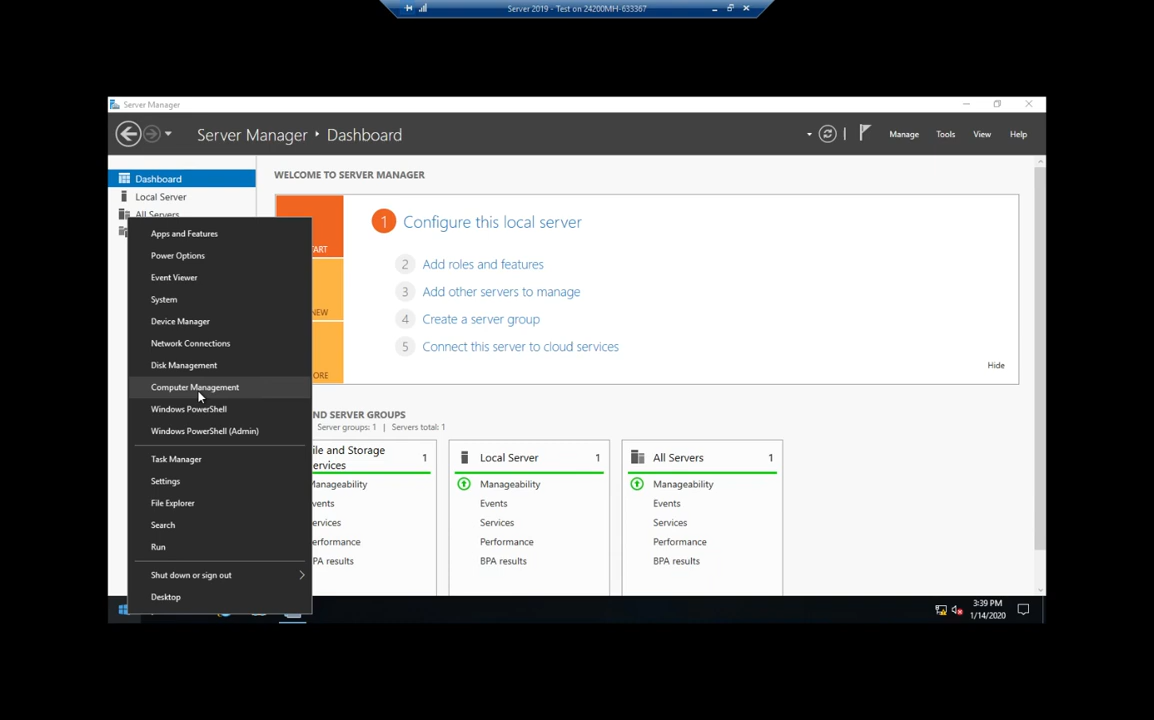 Server 2019 - Test on 24200MH-633367
Server Manager
Server Manager ‣ Dashboard
Manage Tools View Help
Dashboard
Local Server
All Servers
WELCOME TO SERVER MANAGER
1 Configure this local server
2 Add roles and features
3 Add other servers to manage
4 Create a server group
5 Connect this server to cloud services
Hide
Apps and Features
Power Options
Event Viewer
System
Device Manager
Network Connections
Disk Management
Computer Management
Windows PowerShell
Windows PowerShell (Admin)
Task Manager
Settings
File Explorer
Search
Run
Shut down or sign out
Desktop
ART
NEW
ORE
ND SERVER GROUPS
Server groups: 1 | Servers total: 1
ile and Storage 1
ervices
Manageability
vents
ervices
erformance
PA results
Local Server 1
Manageability
Events
Services
Performance
BPA results
All Servers 1
Manageability
Events
Services
Performance
BPA results
3:39 PM
1/14/2020